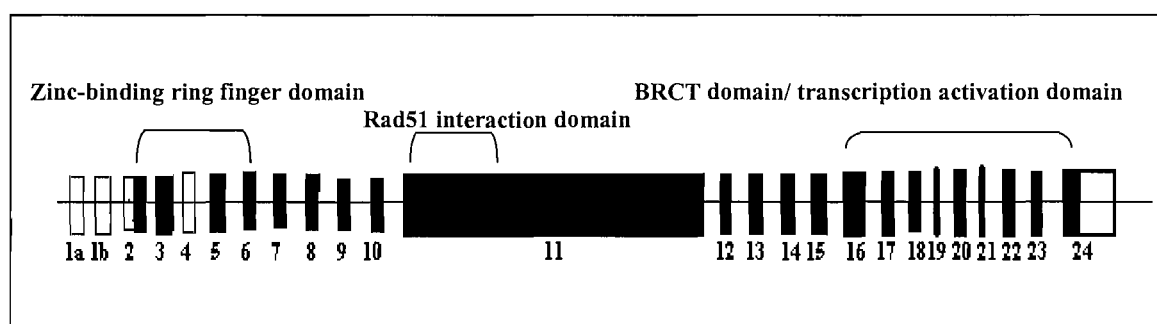 Zinc-binding ring finger domain
BRCT domain/ transcription activation domain
Rad51 interaction domain
1a 1b 2 3 4 5 6 7 8 9 10 11 12 13 14 15 16 17 18 19 20 21 22 23 24